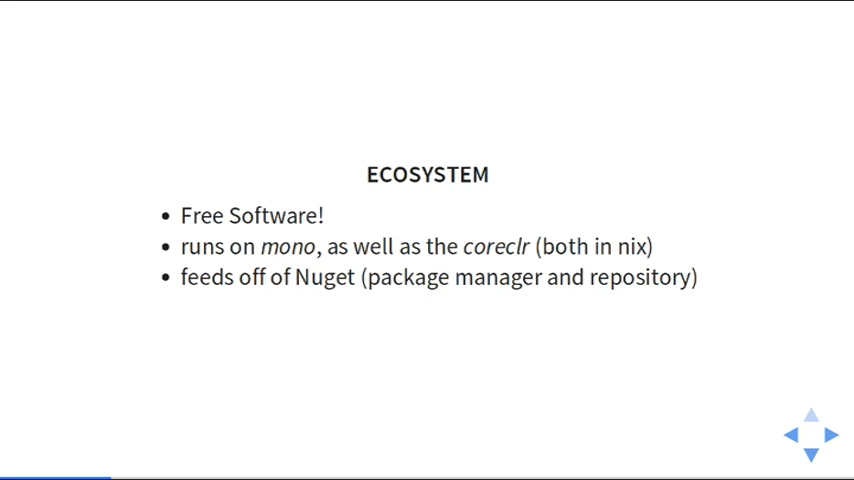 ECOSYSTEM
• Free Software!
• runs on mono, as well as the coreclr (both in nix)
• feeds off of Nuget (package manager and repository)